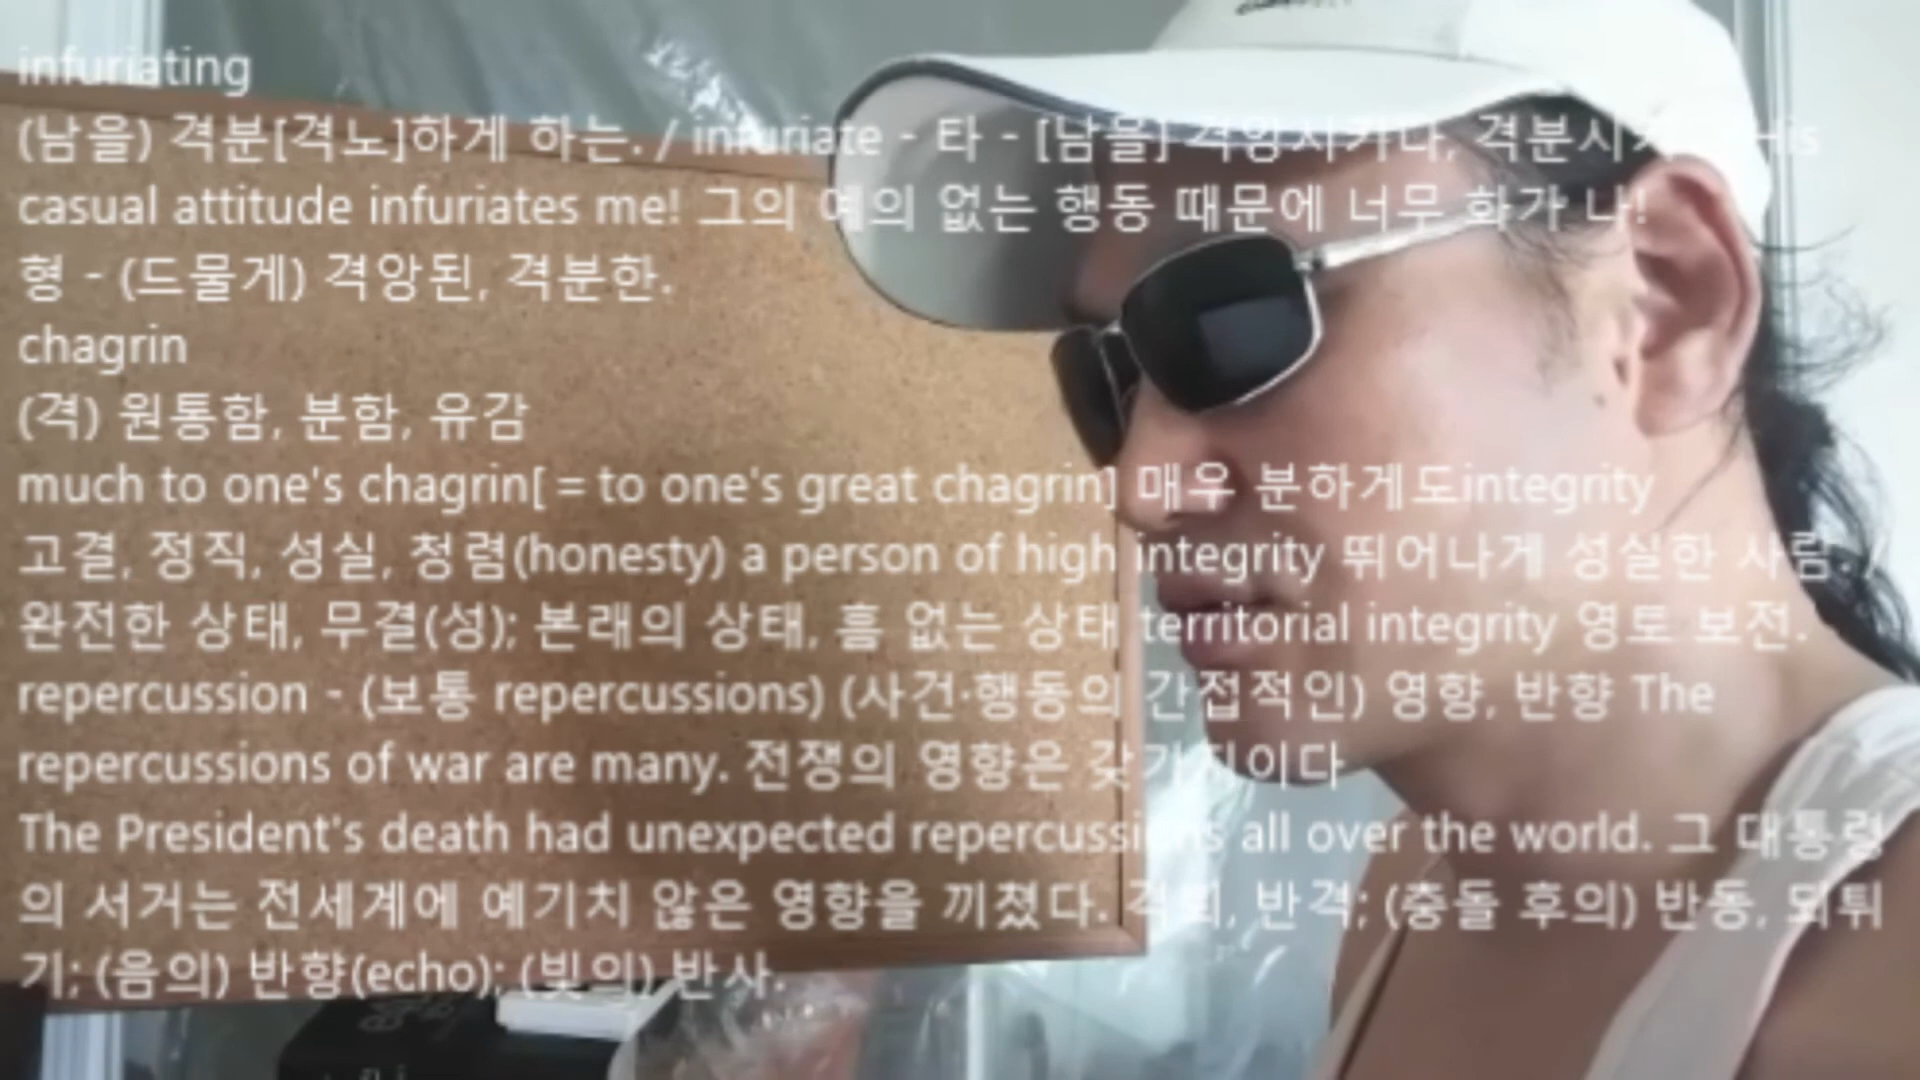 infuriating
(남을) 격분[격노]하게 하는. / infuriate - 타 - [남을] 격앙시키다, 격분시키다 His
casual attitude infuriates me! 그의 예의 없는 행동 때문에 너무 화가 나!
형 - (드물게) 격앙된, 격분한.
chagrin
(격) 원통함, 분함, 유감
much to one's chagrin[ = to one's great chagrin] 매우 분하게도integrity
고결, 정직, 성실, 청렴(honesty) a person of high integrity 뛰어나게 성실한 사람. /
완전한 상태, 무결(성); 본래의 상태, 흠 없는 상태 territorial integrity 영토 보전.
repercussion - (보통 repercussions) (사건·행동의 간접적인) 영향, 반향 The
repercussions of war are many. 전쟁의 영향은 갖가지이다
The President's death had unexpected repercussions all over the world. 그 대통령
의 서거는 전세계에 예기치 않은 영향을 끼쳤다. 격퇴, 반격; (충돌 후의) 반동, 되튀
기; (음의) 반향(echo); (빛의) 반사.